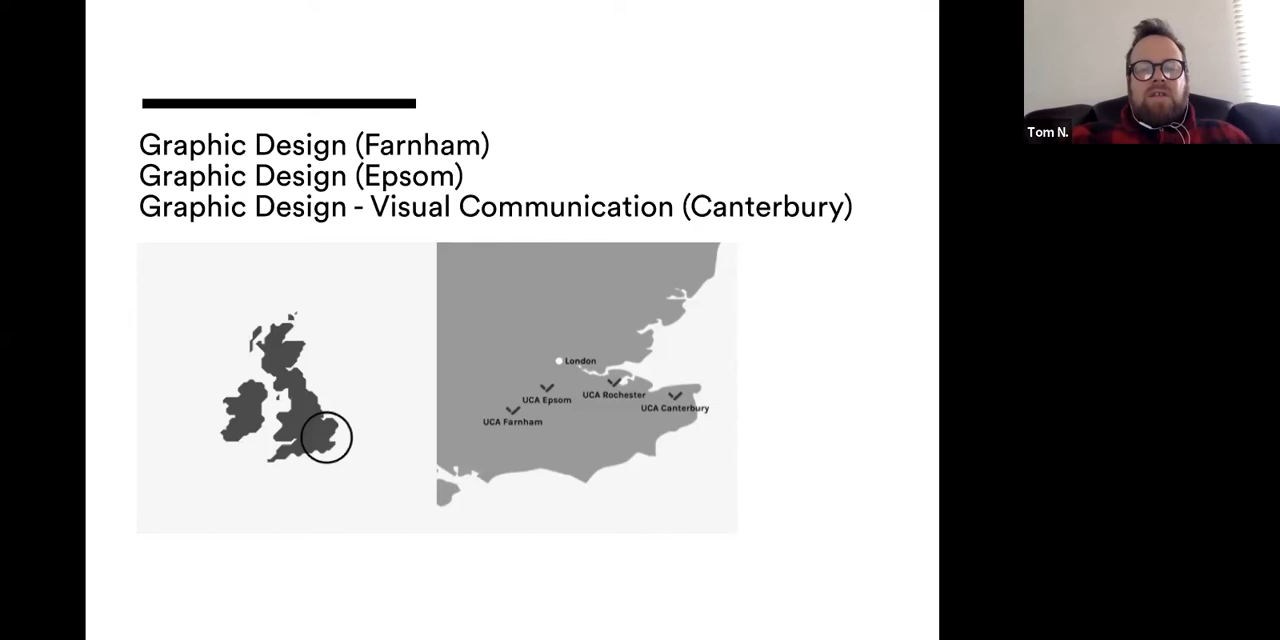 Graphic Design (Farnham)
Graphic Design (Epsom)
Graphic Design - Visual Communication (Canterbury)
London
UCA Epsom
UCA Rochester
UCA Canterbury
UCA Farnham
Tom N.